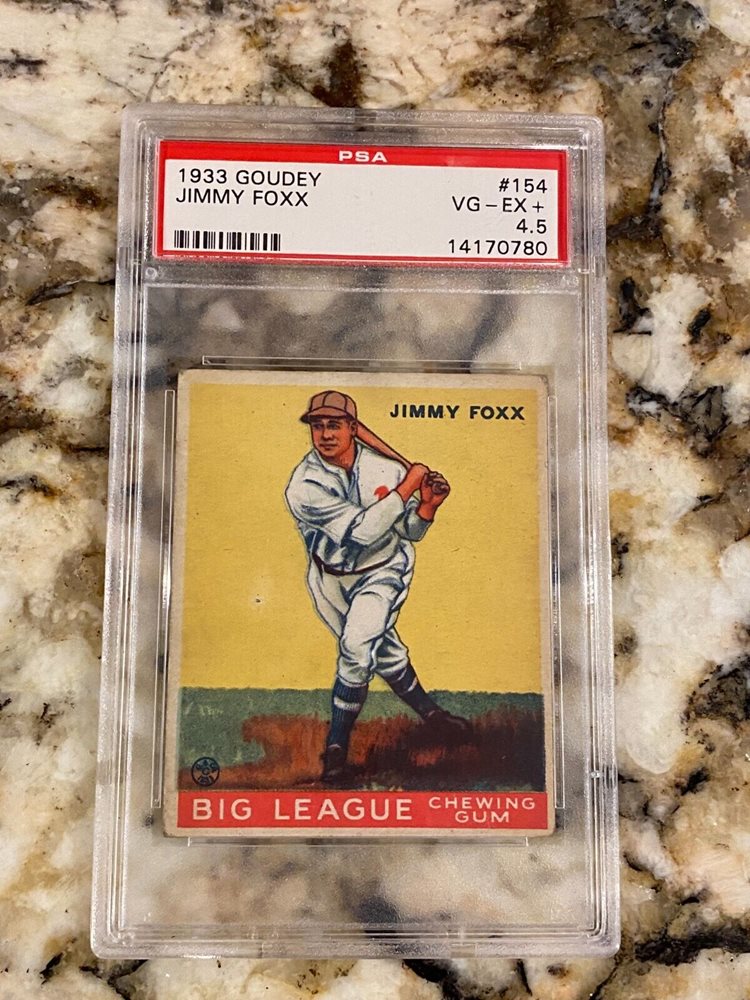 PSA
1933 GOUDEY #154
JIMMY FOXX VG - EX +
4.5
14170780
JIMMY FOXX
BIG LEAGUE CHEWING
GUM